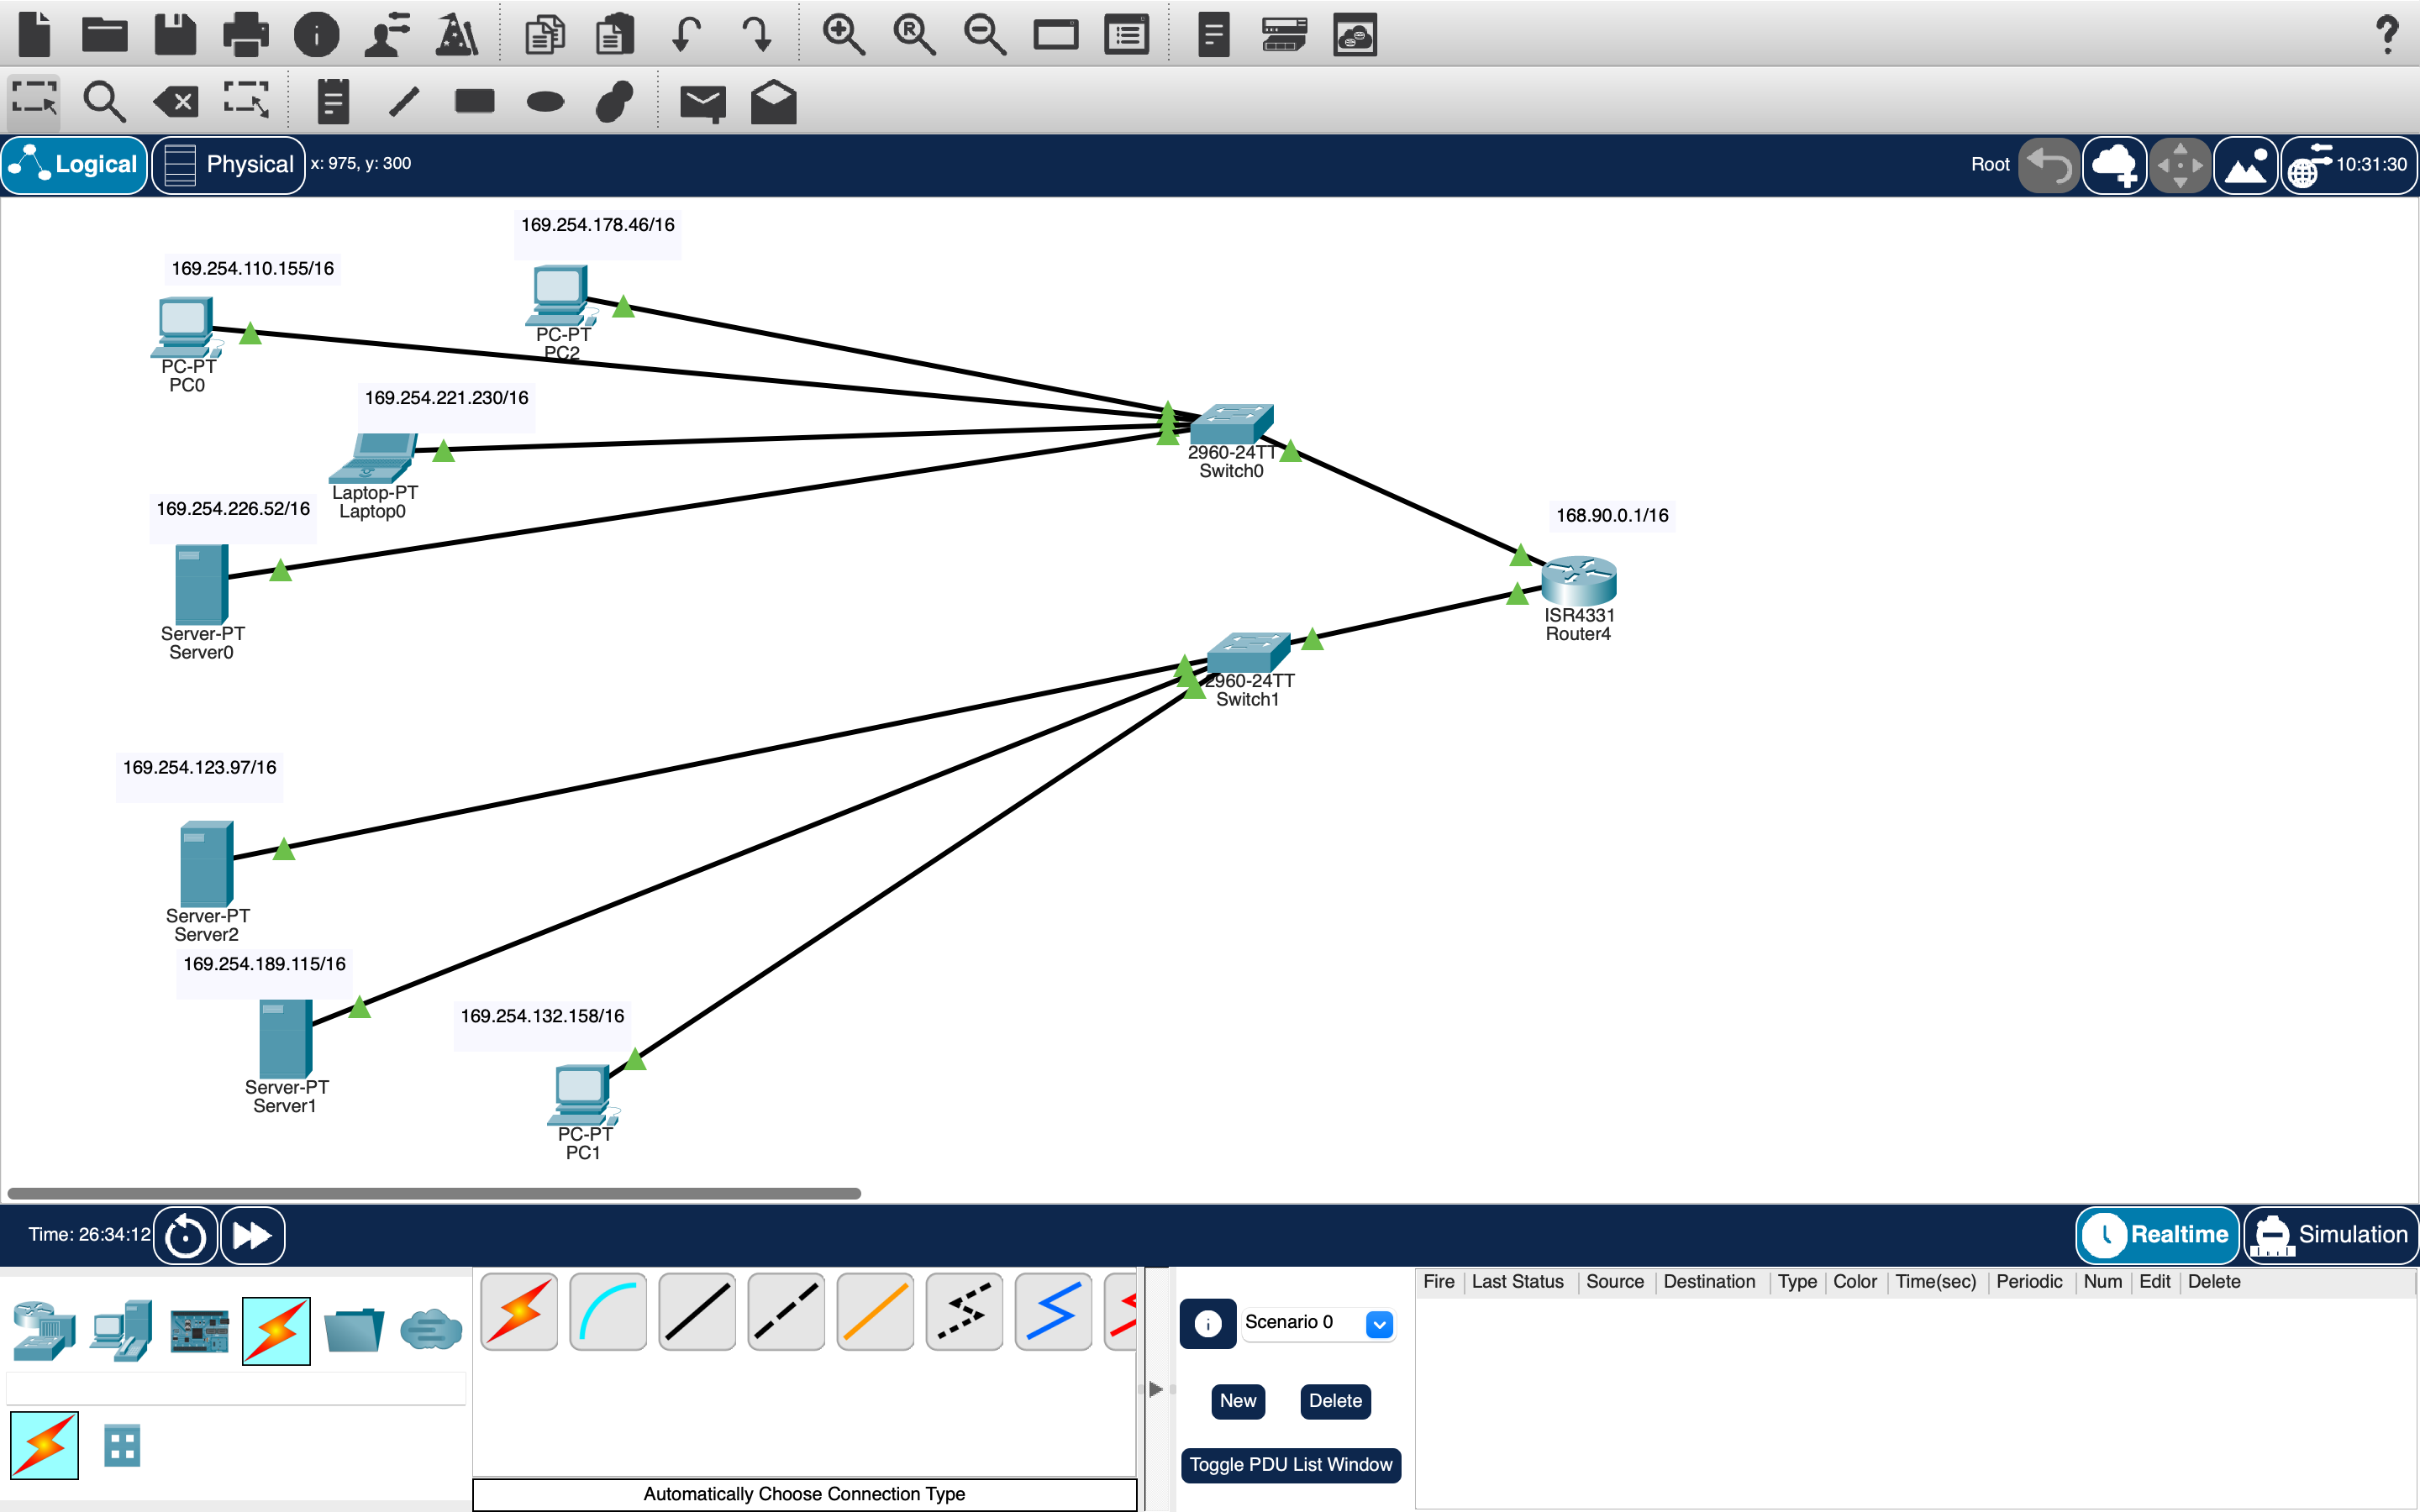 Logical
Physical
x: 975, y: 300
Root
10:31:30
169.254.178.46/16
169.254.110.155/16
PC-PT
PC2
PC-PT
PC0
169.254.221.230/16
2960-24TT
Switch0
Laptop-PT
Laptop0
169.254.226.52/16
168.90.0.1/16
ISR4331
Router4
Server-PT
Server0
2960-24TT
Switch1
169.254.123.97/16
Server-PT
Server2
169.254.189.115/16
169.254.132.158/16
Server-PT
Server1
PC-PT
PC1
Time: 26:34:12
Realtime
Simulation
Fire Last Status Source Destination Type Color Time(sec) Periodic Num Edit Delete
Scenario 0
New
Delete
Toggle PDU List Window
Automatically Choose Connection Type